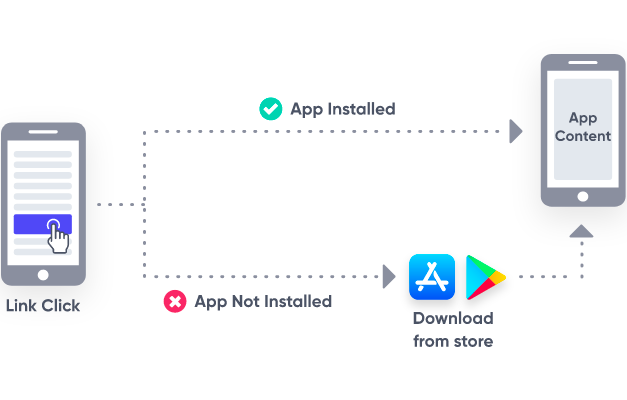 App Installed
App
Content
Link Click
App Not Installed
Download
from store